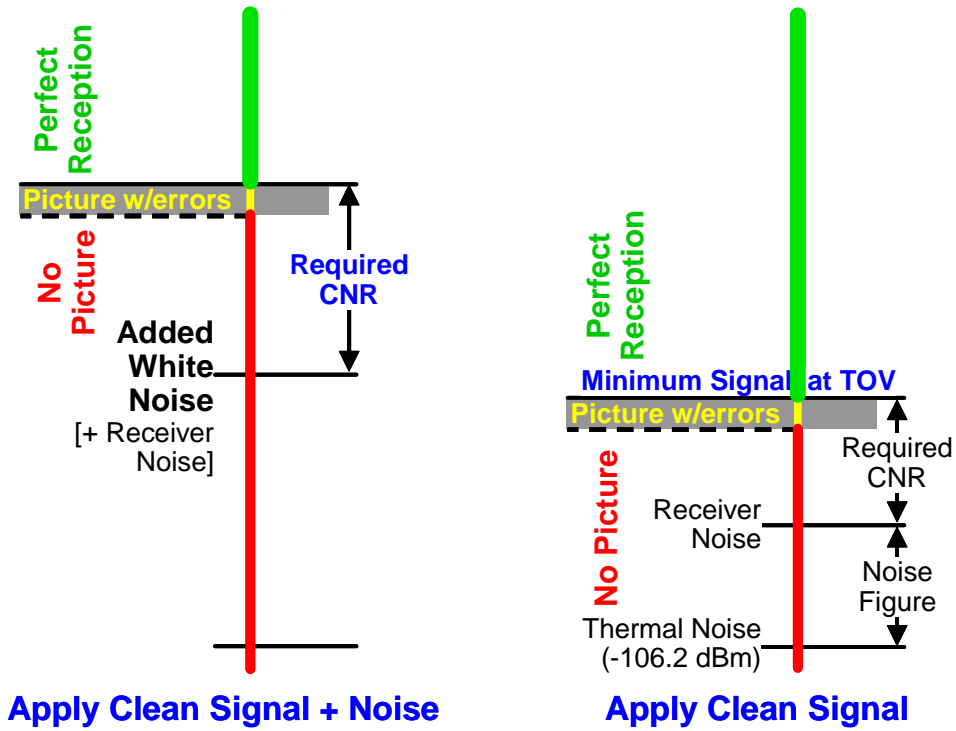 Perfect
Reception
Picture w/errors
No
Picture
Required
CNR
Added
White
Noise
[+ Receiver
Noise]
Apply Clean Signal + Noise
Perfect
Reception
Minimum Signal at TOV
Picture w/errors
No Picture
Required
CNR
Receiver
Noise
Noise
Figure
Thermal Noise
(-106.2 dBm)
Apply Clean Signal